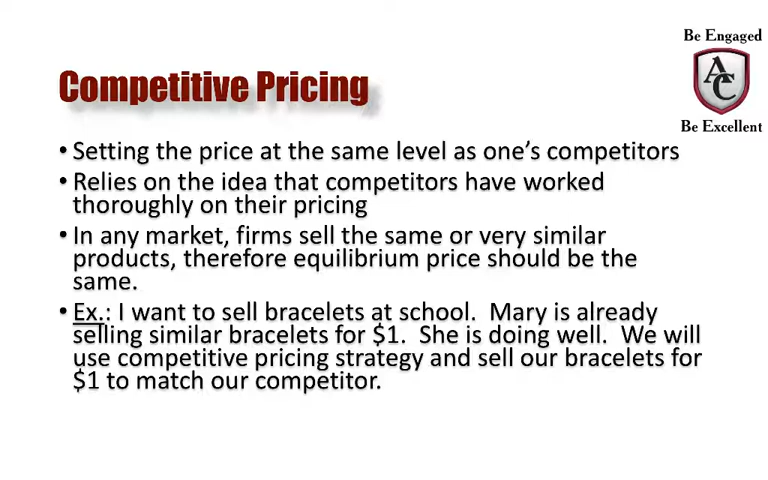 Be Engaged
AC
Be Excellent
Competitive Pricing
• Setting the price at the same level as one's competitors
• Relies on the idea that competitors have worked
thoroughly on their pricing
• In any market, firms sell the same or very similar
products, therefore equilibrium price should be the
same.
• Ex.: I want to sell bracelets at school.  Mary is already
selling similar bracelets for $1.  She is doing well.  We will
use competitive pricing strategy and sell our bracelets for
$1 to match our competitor.